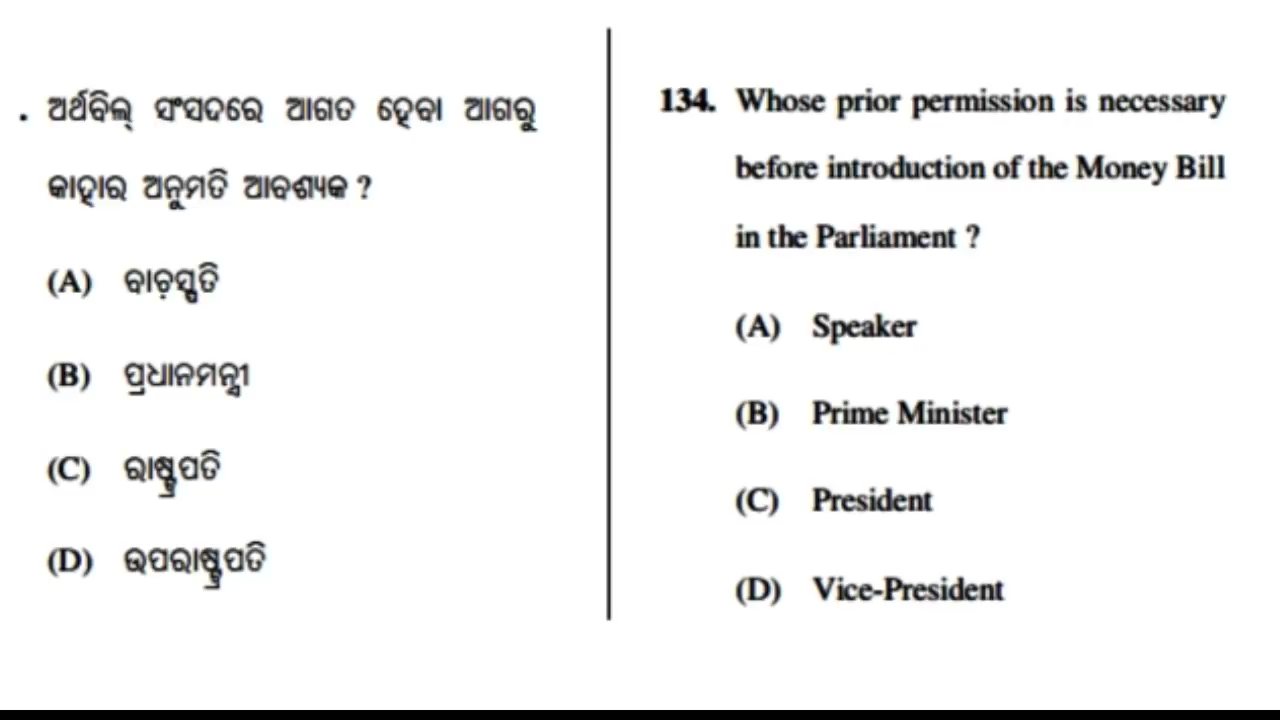 . ଅର୍ଥବିଲ୍ ସଂସଦରେ ଆଗତ ହେବା ଆଗରୁ
କାହାର ଅନୁମତି ଆବଶ୍ୟକ ?
(A) ବାଚସ୍ପତି
(B) ପ୍ରଧାନମନ୍ତ୍ରୀ
(C) ରାଷ୍ଟ୍ରପତି
(D) ଉପରାଷ୍ଟ୍ରପତି
134. Whose prior permission is necessary
before introduction of the Money Bill
in the Parliament ?
(A) Speaker
(B) Prime Minister
(C) President
(D) Vice-President